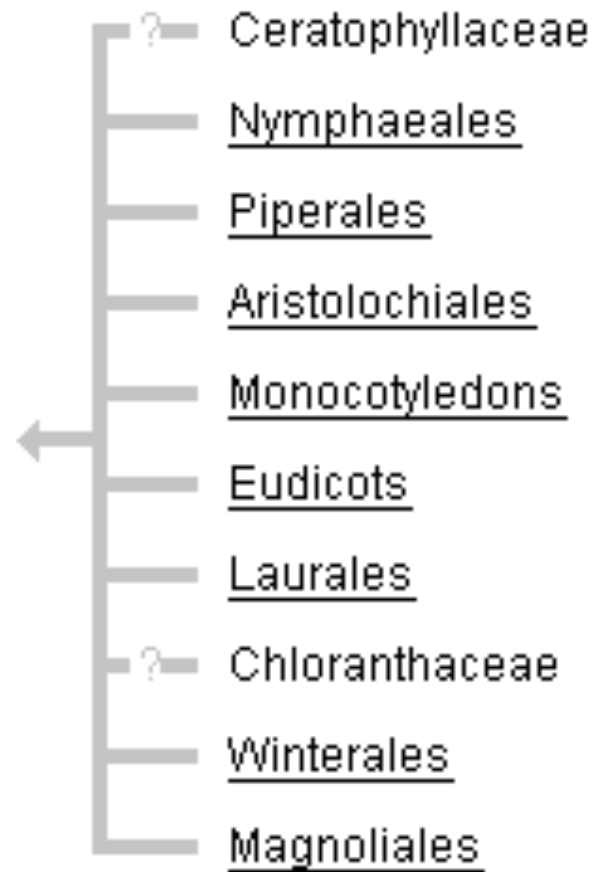 ? Ceratophyllaceae
Nymphaeales
Piperales
Aristolochiales
Monocotyledons
Eudicots
Laurales
? Chloranthaceae
Winterales
Magnoliales